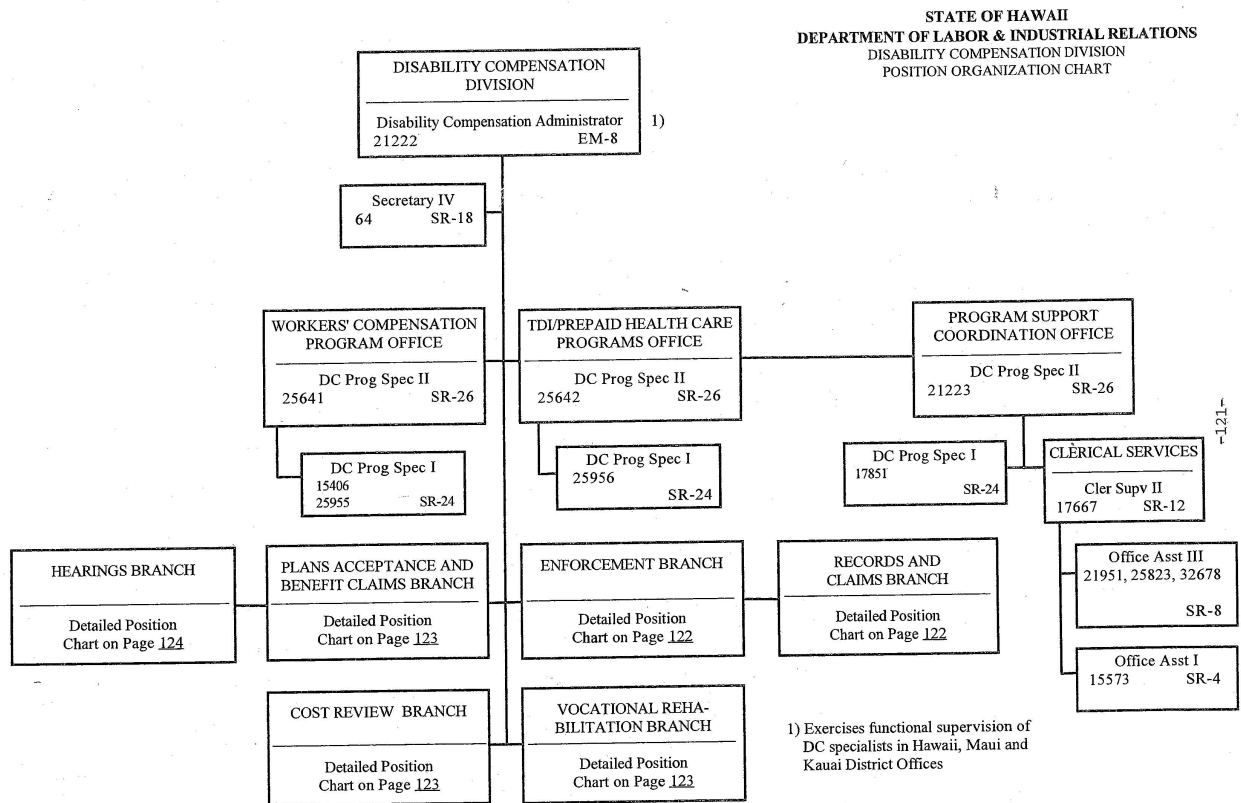 STATE OF HAWAII
DEPARTMENT OF LABOR & INDUSTRIAL RELATIONS
DISABILITY COMPENSATION DIVISION
POSITION ORGANIZATION CHART
DISABILITY COMPENSATION
DIVISION
Disability Compensation Administrator 1)
21222 EM-8
Secretary IV
64 SR-18
WORKERS' COMPENSATION
PROGRAM OFFICE
DC Prog Spec II
25641 SR-26
TDI/PREPAID HEALTH CARE
PROGRAMS OFFICE
DC Prog Spec II
25642 SR-26
PROGRAM SUPPORT
COORDINATION OFFICE
DC Prog Spec II
21223 SR-26
-121-
DC Prog Spec I
15406
25955 SR-24
DC Prog Spec I
25956
SR-24
DC Prog Spec I
17851
SR-24
CLERICAL SERVICES
Cler Supv II
17667 SR-12
Office Asst III
21951, 25823, 32678
SR-8
Office Asst I
15573 SR-4
HEARINGS BRANCH
Detailed Position
Chart on Page 124
PLANS ACCEPTANCE AND
BENEFIT CLAIMS BRANCH
Detailed Position
Chart on Page 123
ENFORCEMENT BRANCH
Detailed Position
Chart on Page 122
RECORDS AND
CLAIMS BRANCH
Detailed Position
Chart on Page 122
COST REVIEW BRANCH
Detailed Position
Chart on Page 123
VOCATIONAL REHA-
BILITATION BRANCH
Detailed Position
Chart on Page 123
1) Exercises functional supervision of
DC specialists in Hawaii, Maui and
Kauai District Offices